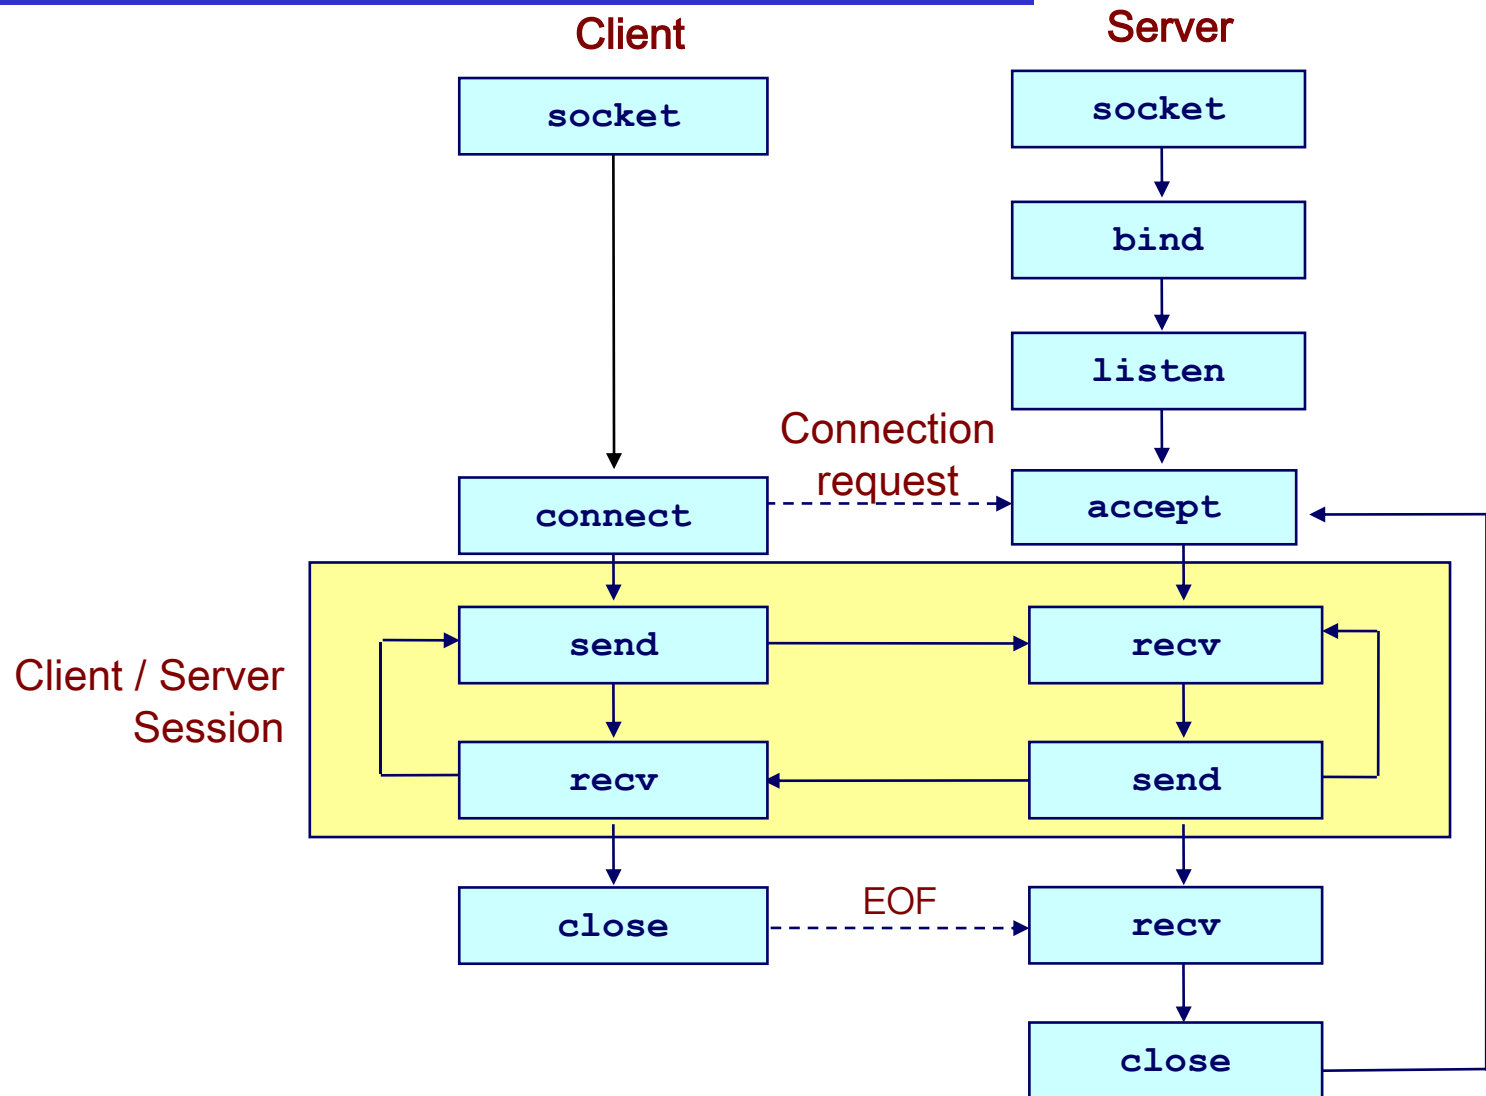 Client
Server
socket
socket
bind
listen
Connection
request
connect
accept
Client / Server
Session
send
recv
recv
send
close
EOF
recv
close